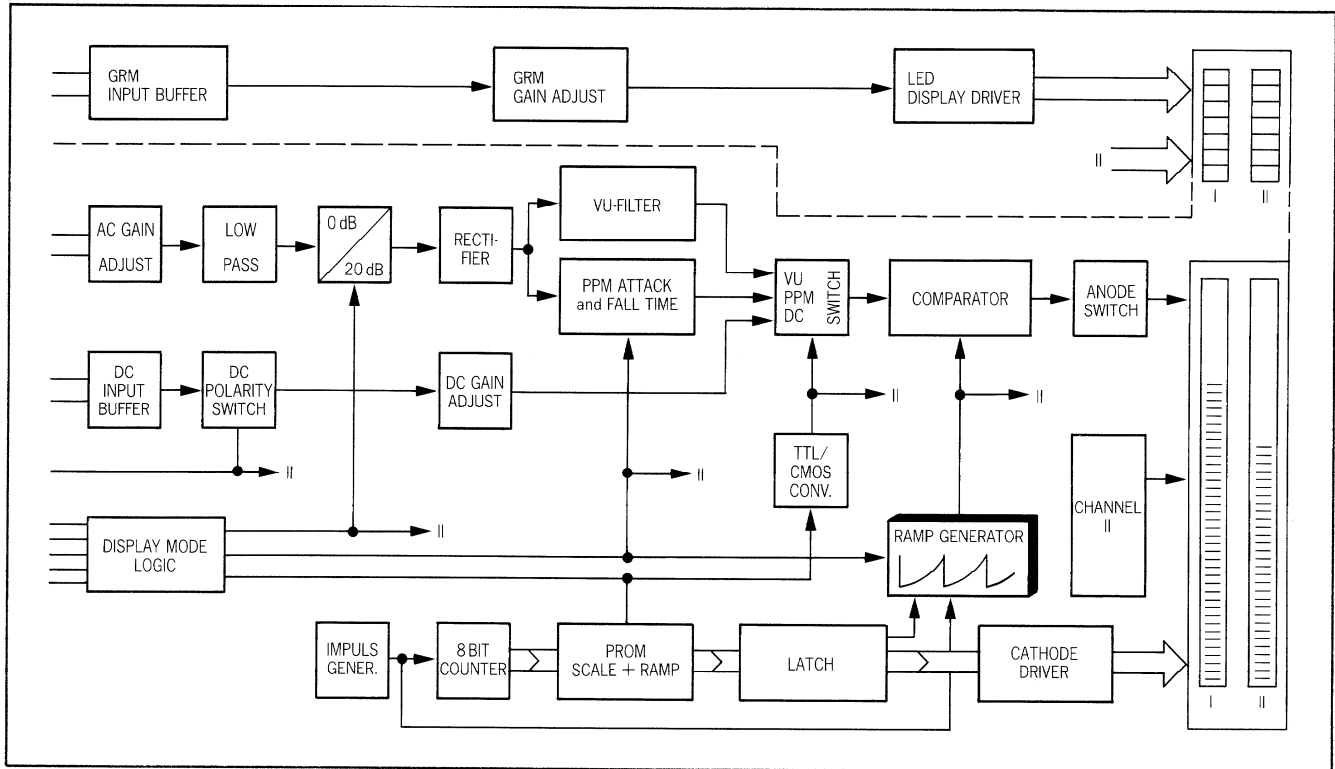 GRM
INPUT BUFFER
GRM
GAIN ADJUST
LED
DISPLAY DRIVER
II
I II
AC GAIN
ADJUST
LOW
PASS
0 dB
20 dB
RECTI-
FIER
VU-FILTER
PPM ATTACK
and FALL TIME
VU
PPM
DC
SWITCH
COMPARATOR
ANODE
SWITCH
DC
INPUT
BUFFER
DC
POLARITY
SWITCH
DC GAIN
ADJUST
II
II
II
II
TTL/
CMOS
CONV.
CHANNEL
II
DISPLAY MODE
LOGIC
II
RAMP GENERATOR
IMPULS
GENER.
8 BIT
COUNTER
PROM
SCALE + RAMP
LATCH
CATHODE
DRIVER
I II